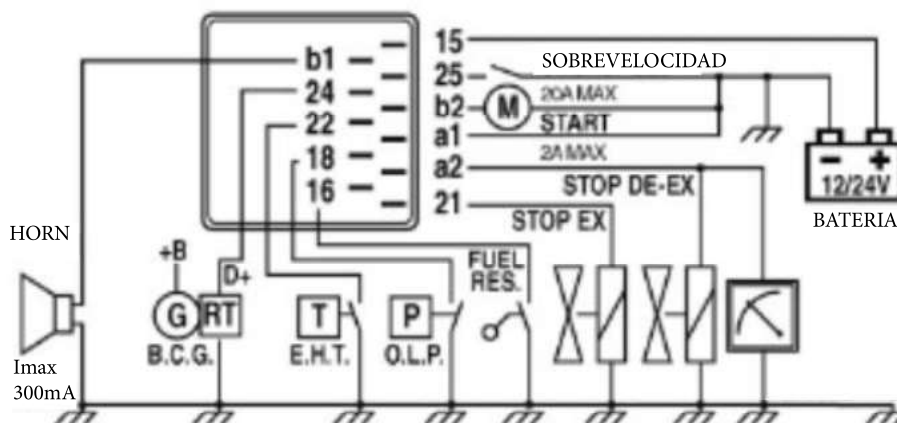 b1
24
22
18
16
15
25
b2
a1
a2
21
SOBREVELOCIDAD
M
20A MAX
START
2A MAX
STOP DE-EX
STOP EX
- +
12/24V
BATERIA
HORN
Imax
300mA
+B
D+
G RT
B.C.G.
T
E.H.T.
P
O.L.P.
FUEL
RES.